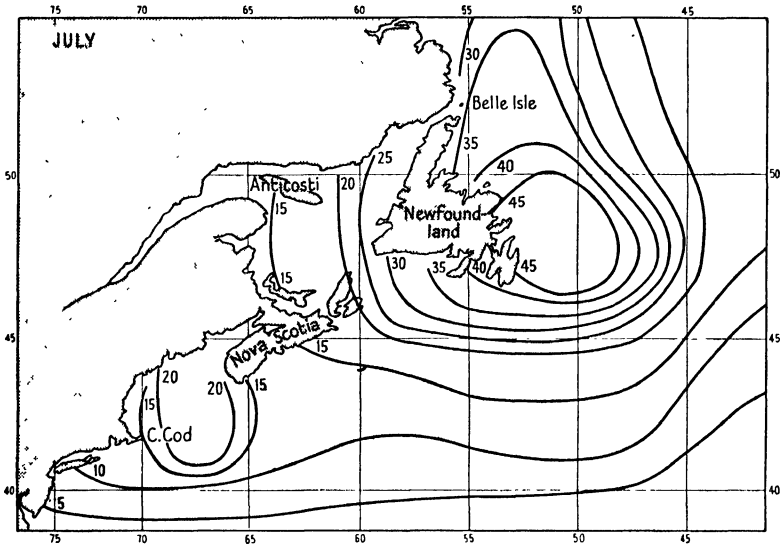 75 70 65 60 55 50 45
JULY
30
Belle Isle
35
25
40
50 Anticosti 20 50
15
45
Newfound
land
15
30 35 40 45
45 45
Nova Scotia
15
20 20 15
15
C. Cod
10
40 40
5
75 70 65 60 55 50 45